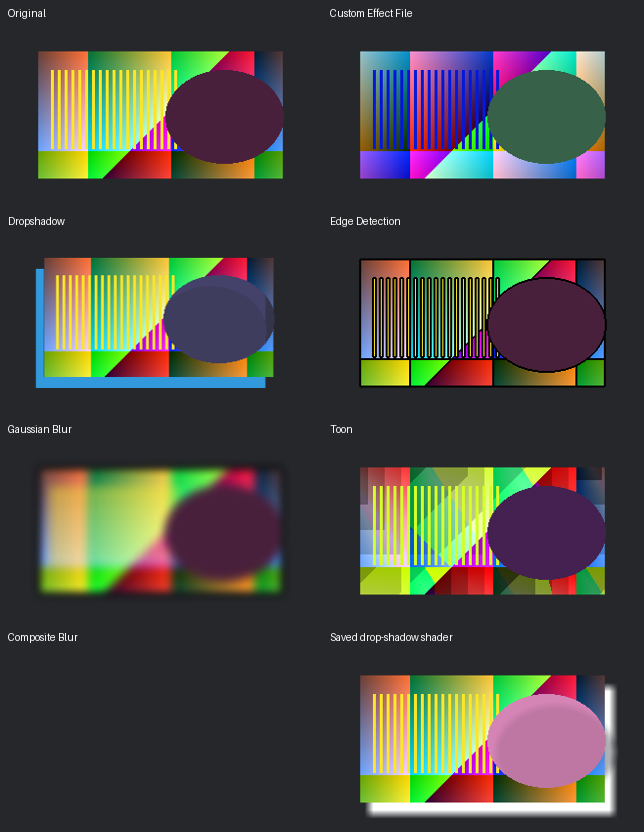 Original
Custom Effect File
Dropshadow
Edge Detection
Gaussian Blur
Toon
Composite Blur
Saved drop-shadow shader